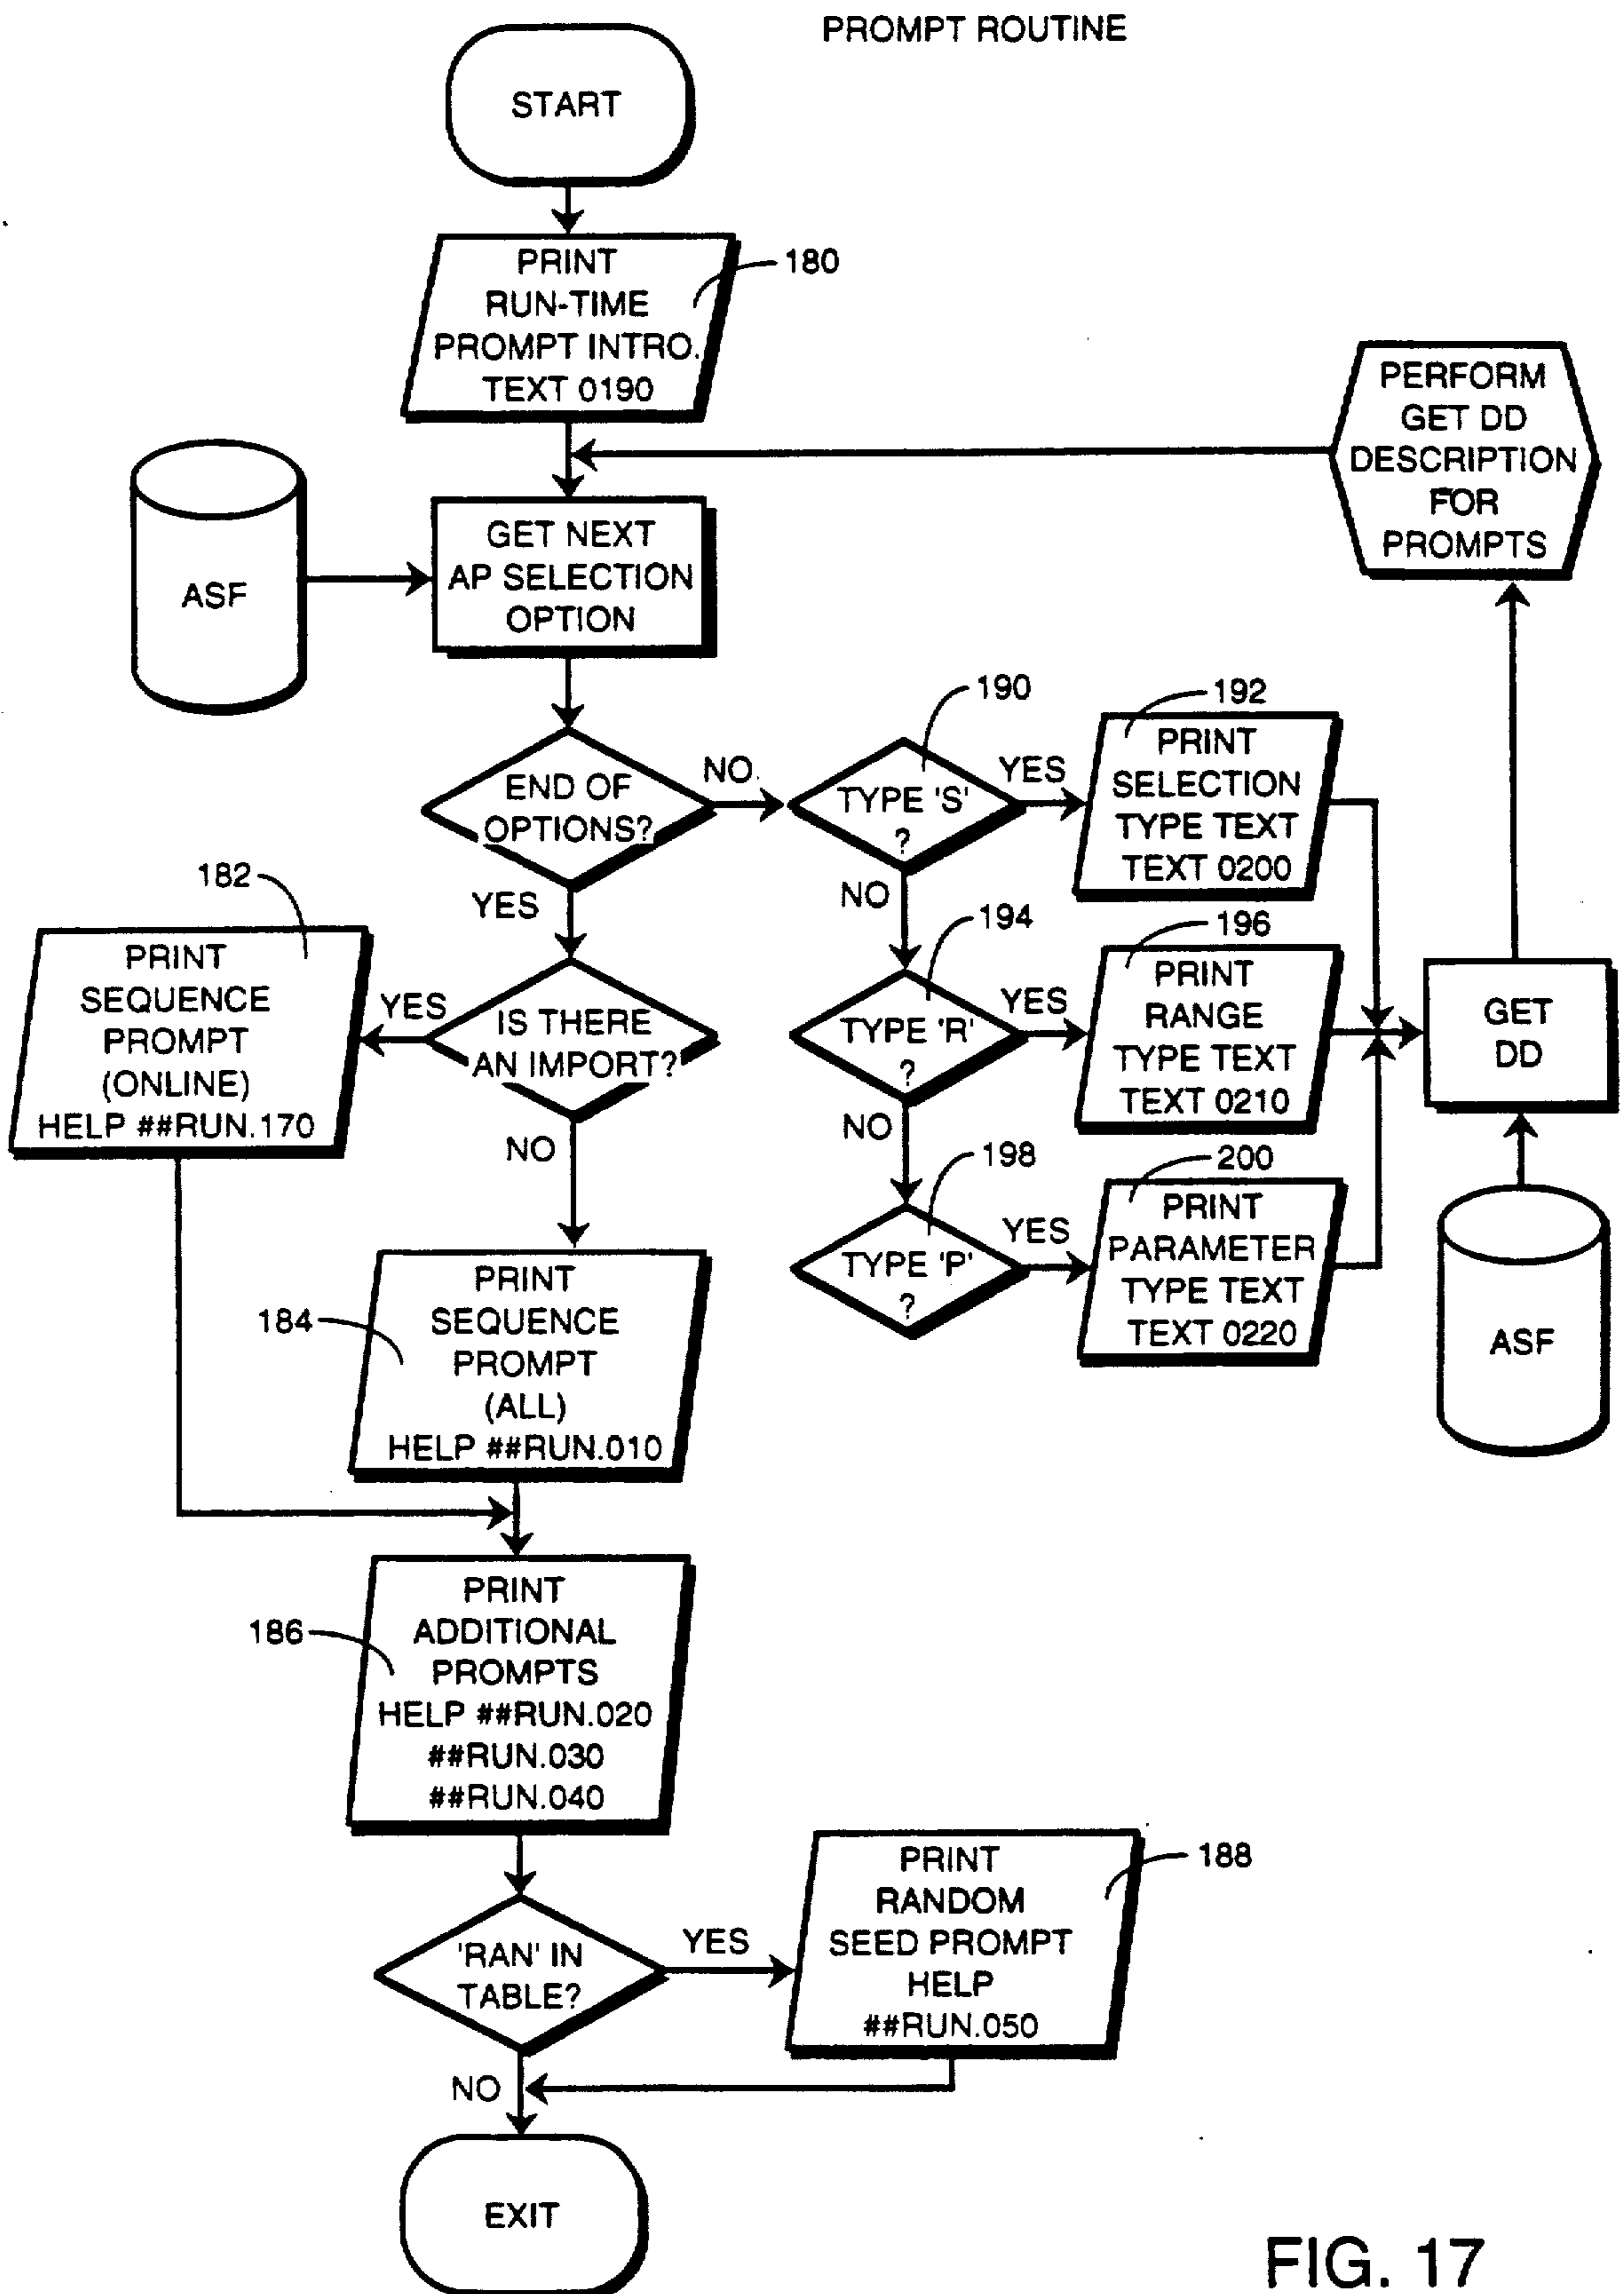 PROMPT ROUTINE
START
PRINT
RUN-TIME
PROMPT INTRO.
TEXT 0190
180
PERFORM
GET DD
DESCRIPTION
FOR
PROMPTS
ASF
GET NEXT
AP SELECTION
OPTION
END OF
OPTIONS?
NO
YES
190
TYPE 'S'
?
YES
NO
192
PRINT
SELECTION
TYPE TEXT
TEXT 0200
182
PRINT
SEQUENCE
PROMPT
(ONLINE)
HELP ##RUN.170
YES
IS THERE
AN IMPORT?
NO
194
TYPE 'R'
?
YES
NO
196
PRINT
RANGE
TYPE TEXT
TEXT 0210
GET
DD
198
TYPE 'P'
?
YES
200
PRINT
PARAMETER
TYPE TEXT
TEXT 0220
ASF
184
PRINT
SEQUENCE
PROMPT
(ALL)
HELP ##RUN.010
186
PRINT
ADDITIONAL
PROMPTS
HELP ##RUN.020
##RUN.030
##RUN.040
'RAN' IN
TABLE?
YES
188
PRINT
RANDOM
SEED PROMPT
HELP
##RUN.050
NO
EXIT
FIG. 17